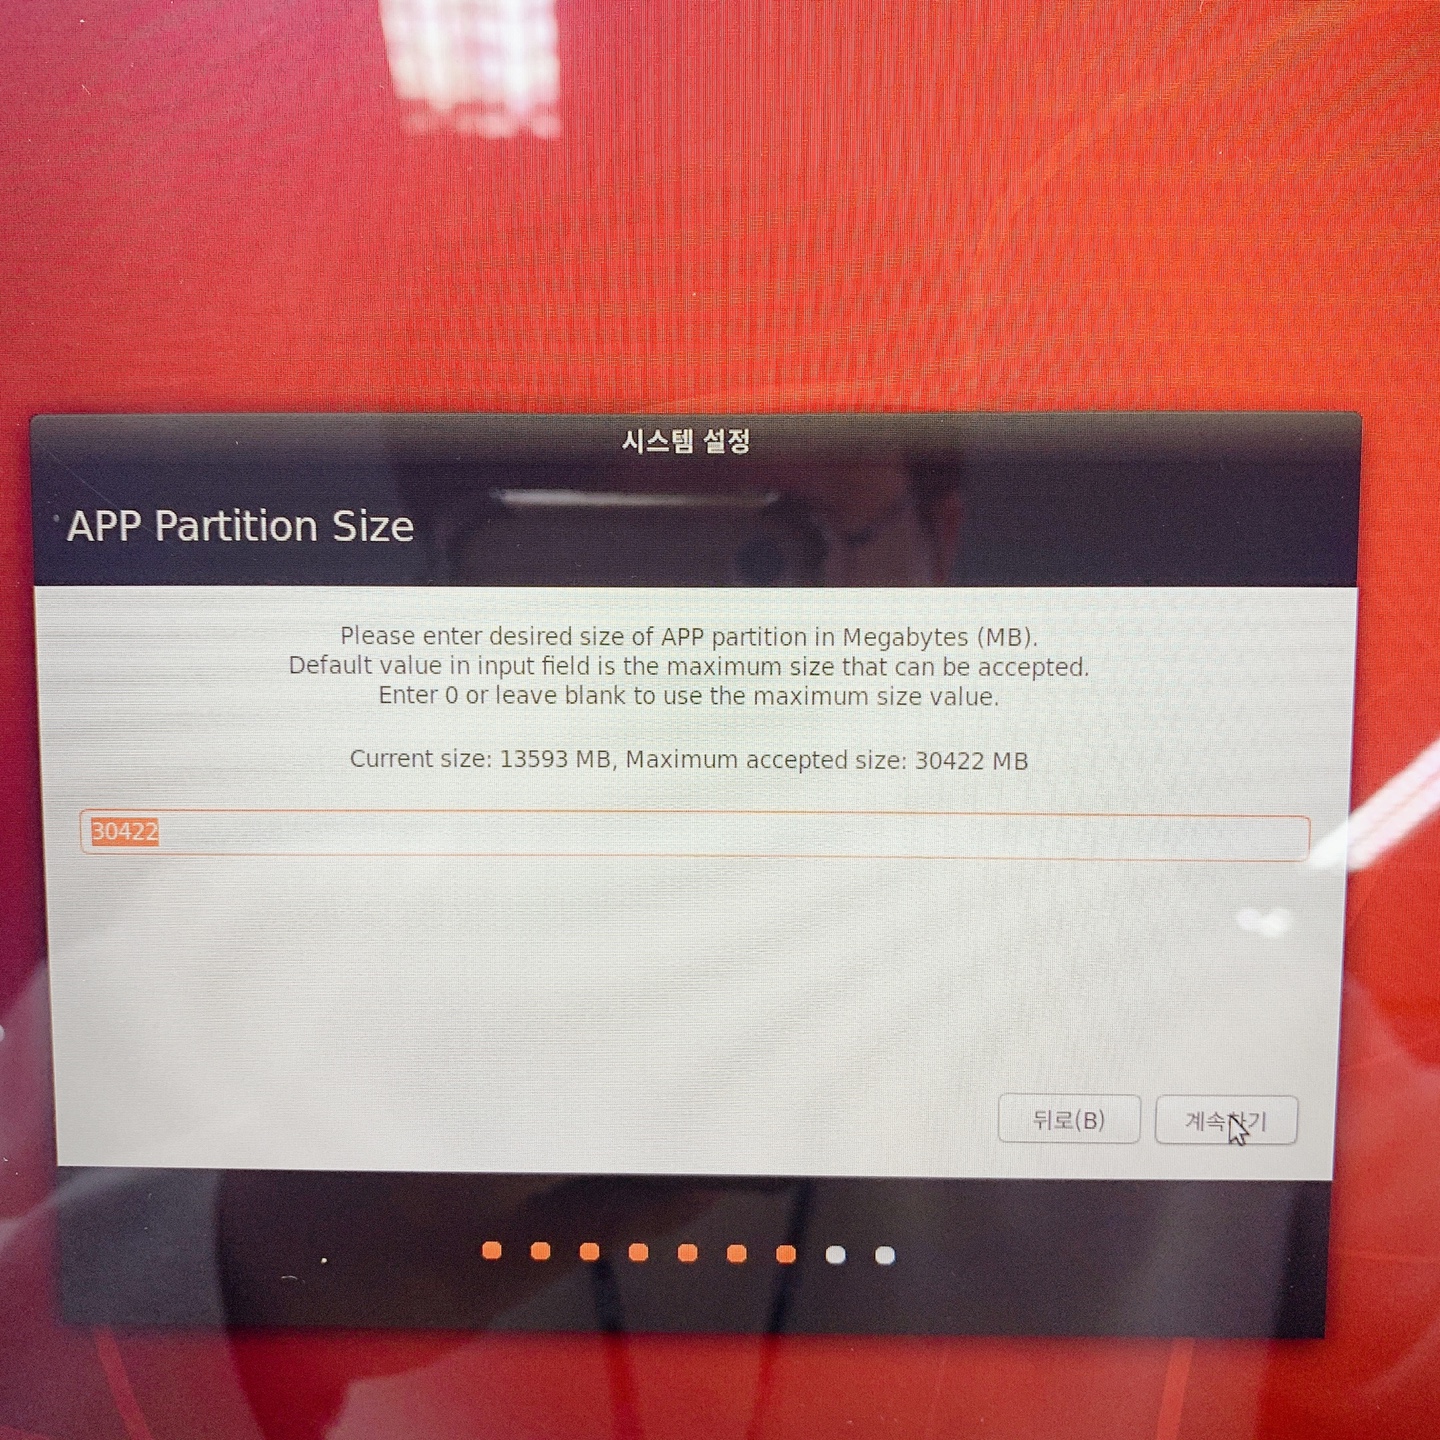 시스템 설정
APP Partition Size
Please enter desired size of APP partition in Megabytes (MB).
Default value in input field is the maximum size that can be accepted.
Enter 0 or leave blank to use the maximum size value.
Current size: 13593 MB, Maximum accepted size: 30422 MB
30422
뒤로(B) 계속하기